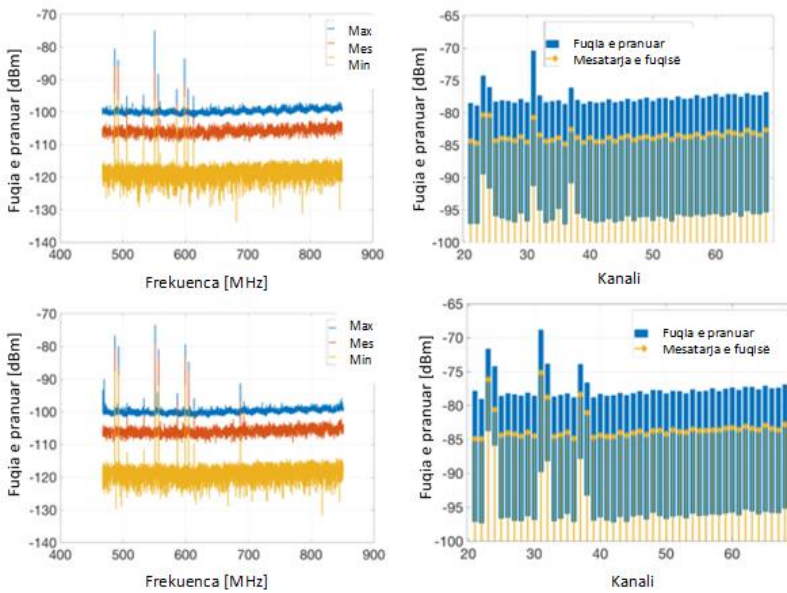 Fuqia e pranuar [dBm]
-70
-80
-90
-100
-110
-120
-130
-140
Max
Mes
Min
400 500 600 700 800 900
Frekuenca [MHz]
Fuqia e pranuar [dBm]
-65
-70
-75
-80
-85
-90
-95
-100
Fuqia e pranuar
Mesatarja e fuqisë
20 30 40 50 60
Kanali
Fuqia e pranuar [dBm]
-70
-80
-90
-100
-110
-120
-130
-140
Max
Mes
Min
400 500 600 700 800 900
Frekuenca [MHz]
Fuqia e pranuar [dBm]
-65
-70
-75
-80
-85
-90
-95
-100
Fuqia e pranuar
Mesatarja e fuqisë
20 30 40 50 60
Kanali